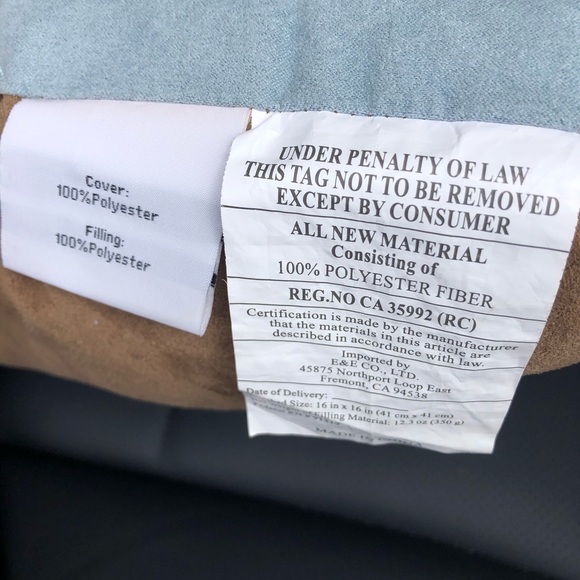 Cover:
100%Polyester
Filling:
100%Polyester
UNDER PENALTY OF LAW
THIS TAG NOT TO BE REMOVED
EXCEPT BY CONSUMER
ALL NEW MATERIAL
Consisting of
100% POLYESTER FIBER
REG.NO CA 35992 (RC)
Certification is made by the manufacturer
that the materials in this article are
described in accordance with law.
Imported by
E&E CO., LTD.
45875 Northport Loop East
Fremont, CA 94538
Date of Delivery:
Size: 16 in x 16 in (41 cm x 41 cm)
Filling Material: 12.3 oz (350 g)
MADE IN